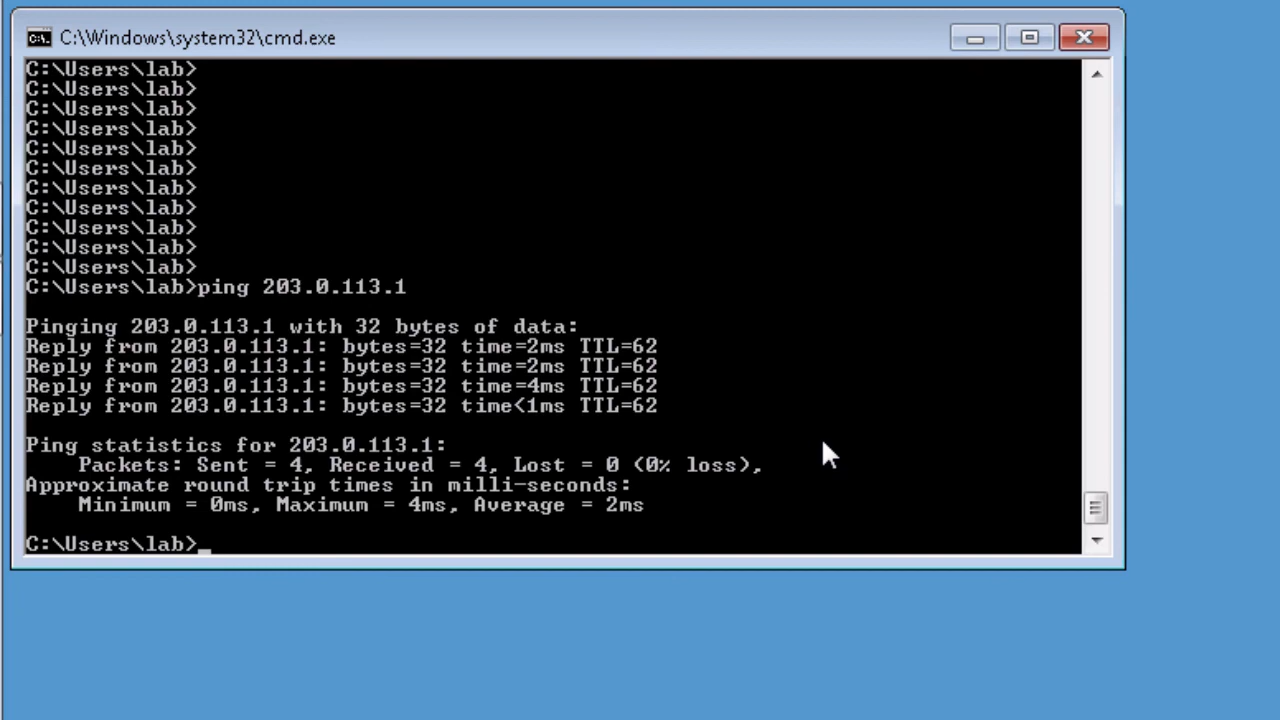 C:\Windows\system32\cmd.exe
C:\Users\lab>
C:\Users\lab>
C:\Users\lab>
C:\Users\lab>
C:\Users\lab>
C:\Users\lab>
C:\Users\lab>
C:\Users\lab>
C:\Users\lab>
C:\Users\lab>
C:\Users\lab>
C:\Users\lab>ping 203.0.113.1
Pinging 203.0.113.1 with 32 bytes of data:
Reply from 203.0.113.1: bytes=32 time=2ms TTL=62
Reply from 203.0.113.1: bytes=32 time=2ms TTL=62
Reply from 203.0.113.1: bytes=32 time=4ms TTL=62
Reply from 203.0.113.1: bytes=32 time<1ms TTL=62
Ping statistics for 203.0.113.1:
Packets: Sent = 4, Received = 4, Lost = 0 (0% loss),
Approximate round trip times in milli-seconds:
Minimum = 0ms, Maximum = 4ms, Average = 2ms
C:\Users\lab>_